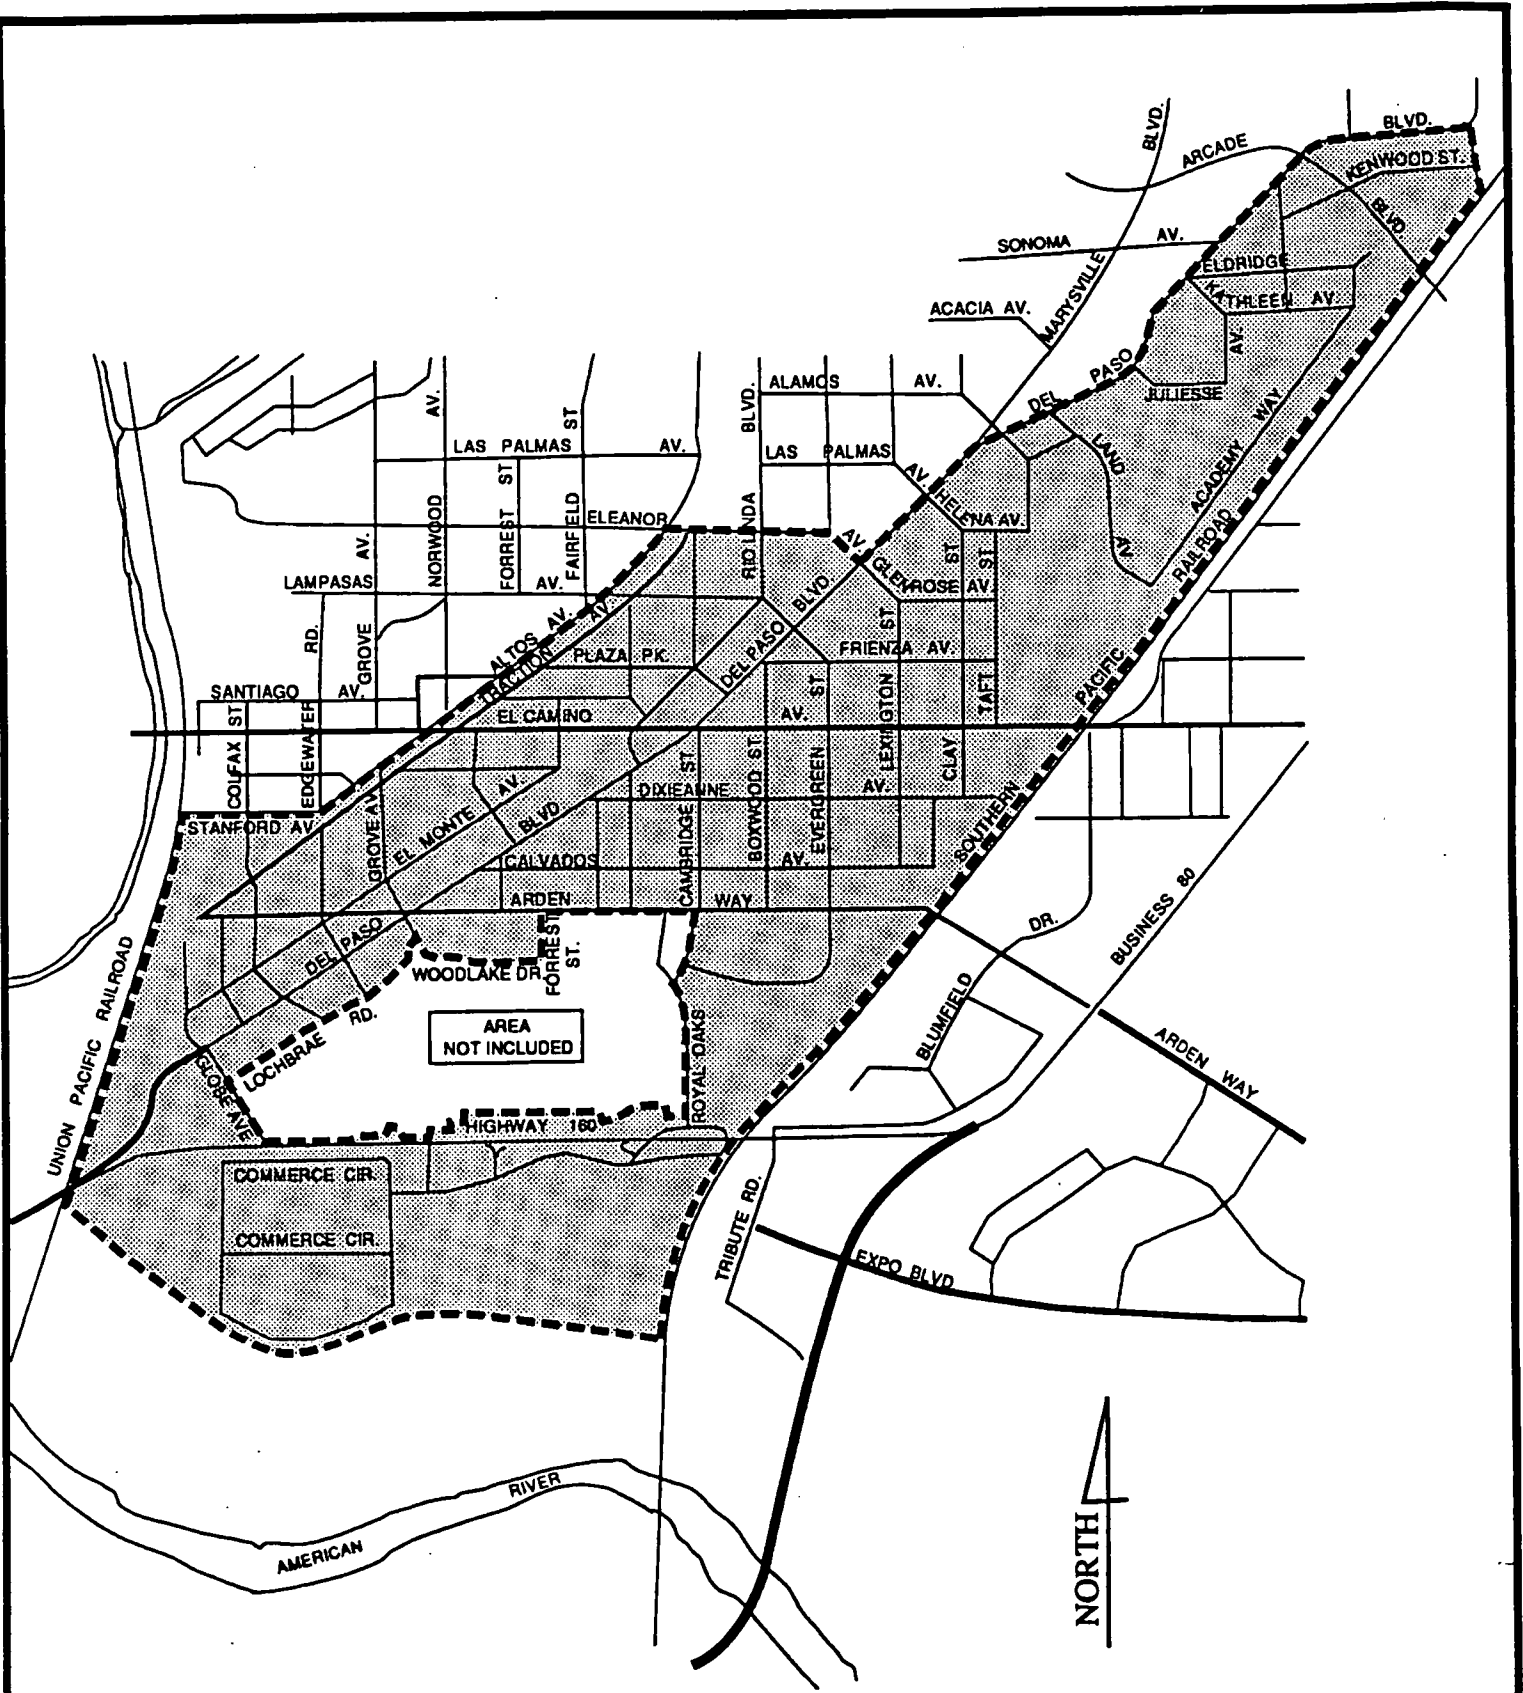 BLVD.
BLVD.
ARCADE
KENWOOD ST.
BLVD
SONOMA AV.
ELDRIDGE
KATHLEEN AV.
AV.
ACACIA AV.
MARYSVILLE
DEL PASO
JULIESSE
ALAMOS AV.
BLVD.
AV.
ST
LAS PALMAS AV.
LAS PALMAS AV.
LAND
AV
ACADEMY WAY
HELENA AV.
ST
NORWOOD
FORREST
FAIRFIELD
ELEANOR
RIO LINDA
AV.
AV.
ST
ST
RAILROAD
LAMPASAS AV.
GLENROSE AV.
BLVD.
RD.
GROVE
ALTOS AV.
AV
TRACTION
PLAZA PK.
DEL PASO
FRIENZA AV.
ST
ST
PACIFIC
SANTIAGO AV.
COLFAX ST
EDGEWATER
EL CAMINO AV.
LEXINGTON
TAFT
CLAY
DIXIEANNE AV.
ST
BOXWOOD ST.
EVERGREEN
SOUTHERN
STANFORD AV.
GROVE AV.
EL MONTE AV.
BLVD
CALVADOS AV.
CAMBRIDGE
ARDEN WAY
BUSINESS 80
DEL PASO
FORREST ST.
WOODLAKE DR.
DR.
BLUMFIELD
UNION PACIFIC RAILROAD
LOCHBRAE RD.
AREA
NOT INCLUDED
ROYAL OAKS
ARDEN WAY
GLOBE AVE
HIGHWAY 160
COMMERCE CIR.
COMMERCE CIR.
TRIBUTE RD.
EXPO BLVD
AMERICAN RIVER
NORTH